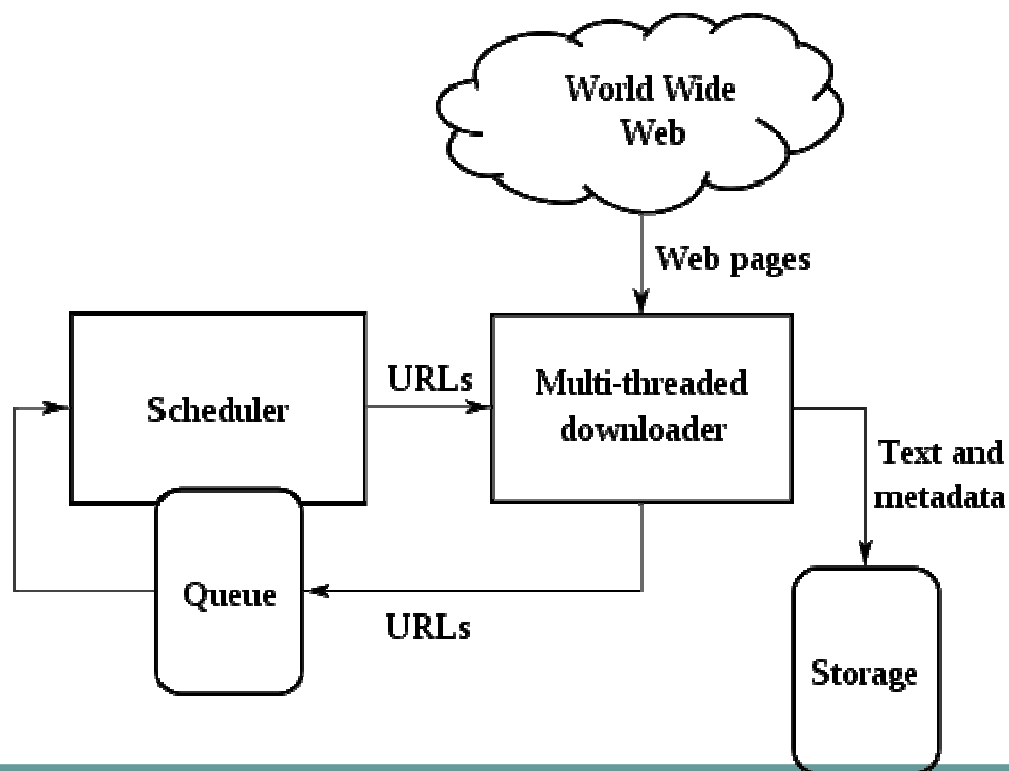 World Wide
Web
Web pages
URLs
Multi-threaded
downloader
Scheduler
Text and
metadata
Queue
URLs
Storage